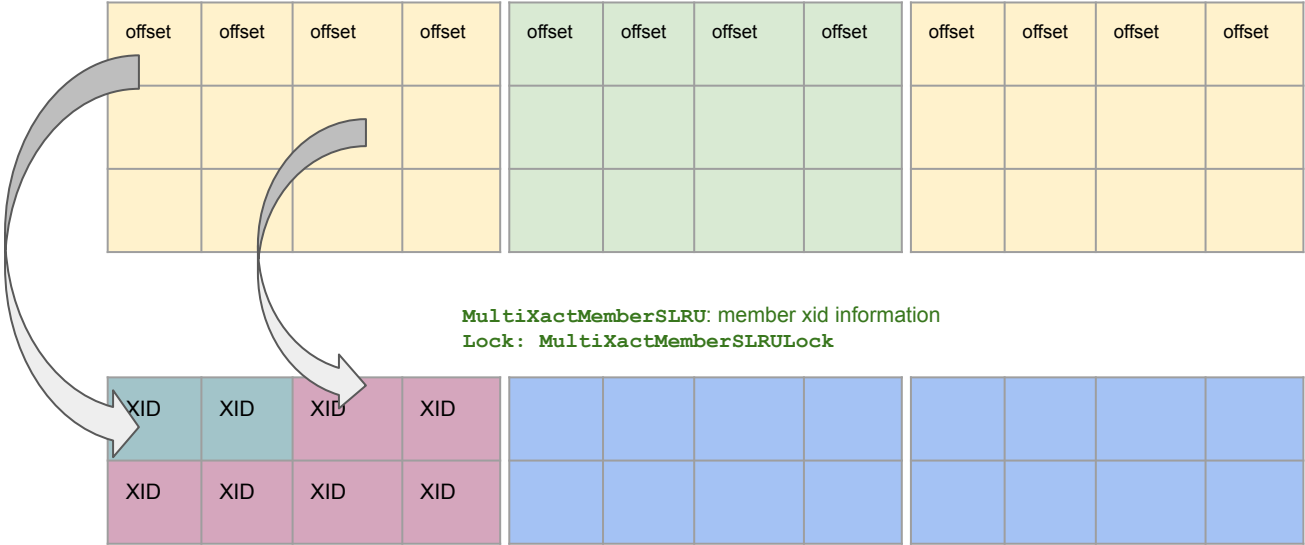 offset offset offset offset offset offset offset offset offset offset offset offset
MultiXactMemberSLRU: member xid information
Lock: MultiXactMemberSLRULock
XID XID XID XID
XID XID XID XID